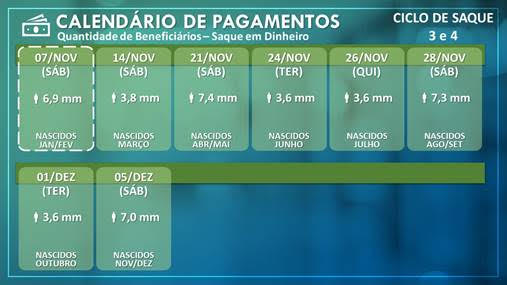 CALENDÁRIO DE PAGAMENTOS
Quantidade de Beneficiários – Saque em Dinheiro
CICLO DE SAQUE
3 e 4
07/NOV
(SÁB)
6,9 mm
NASCIDOS
JAN/FEV
14/NOV
(SÁB)
3,8 mm
NASCIDOS
MARÇO
21/NOV
(SÁB)
7,4 mm
NASCIDOS
ABR/MAI
24/NOV
(TER)
3,6 mm
NASCIDOS
JUNHO
26/NOV
(QUI)
3,6 mm
NASCIDOS
JULHO
28/NOV
(SÁB)
7,3 mm
NASCIDOS
AGO/SET
01/DEZ
(TER)
3,6 mm
NASCIDOS
OUTUBRO
05/DEZ
(SÁB)
7,0 mm
NASCIDOS
NOV/DEZ